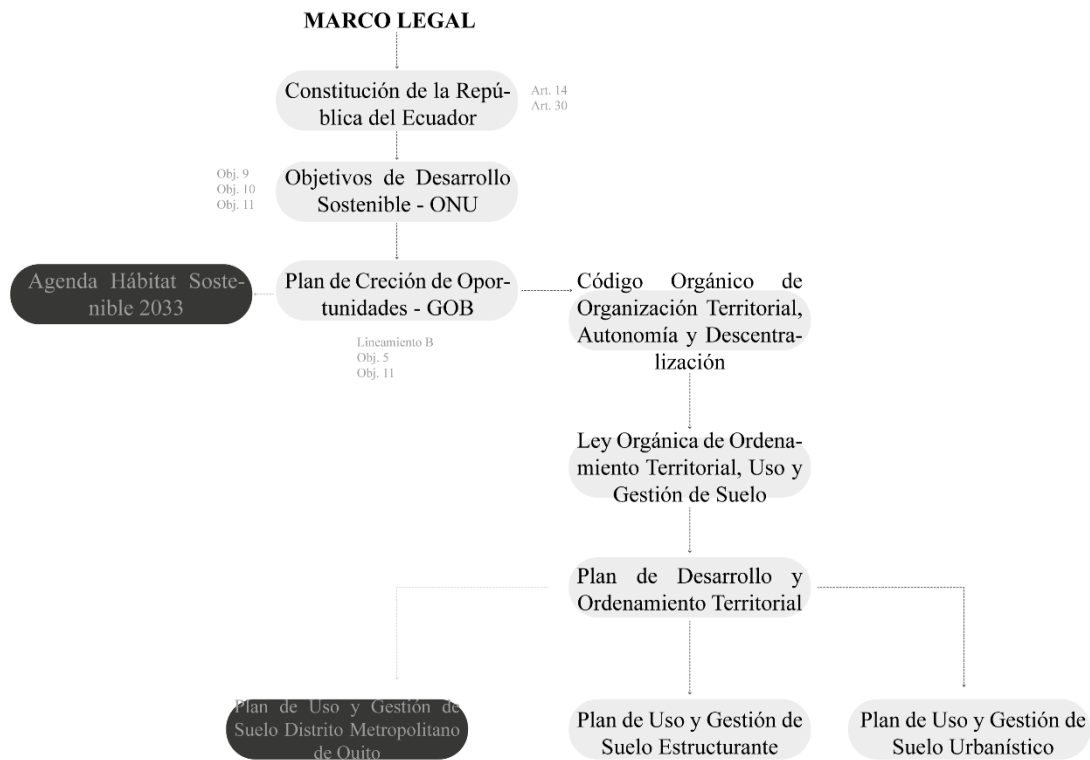 MARCO LEGAL
Constitución de la Repú-
blica del Ecuador
Art. 14
Art. 30
Obj. 9
Obj. 10
Obj. 11
Objetivos de Desarrollo
Sostenible - ONU
Agenda Hábitat Soste-
nible 2033
Plan de Creción de Opor-
tunidades - GOB
Lineamiento B
Obj. 5
Obj. 11
Código Orgánico de
Organización Territorial,
Autonomía y Descentra-
lización
Ley Orgánica de Ordena-
miento Territorial, Uso y
Gestión de Suelo
Plan de Desarrollo y
Ordenamiento Territorial
Plan de Uso y Gestión de
Suelo Distrito Metropolitano
de Quito
Plan de Uso y Gestión de
Suelo Estructurante
Plan de Uso y Gestión de
Suelo Urbanístico